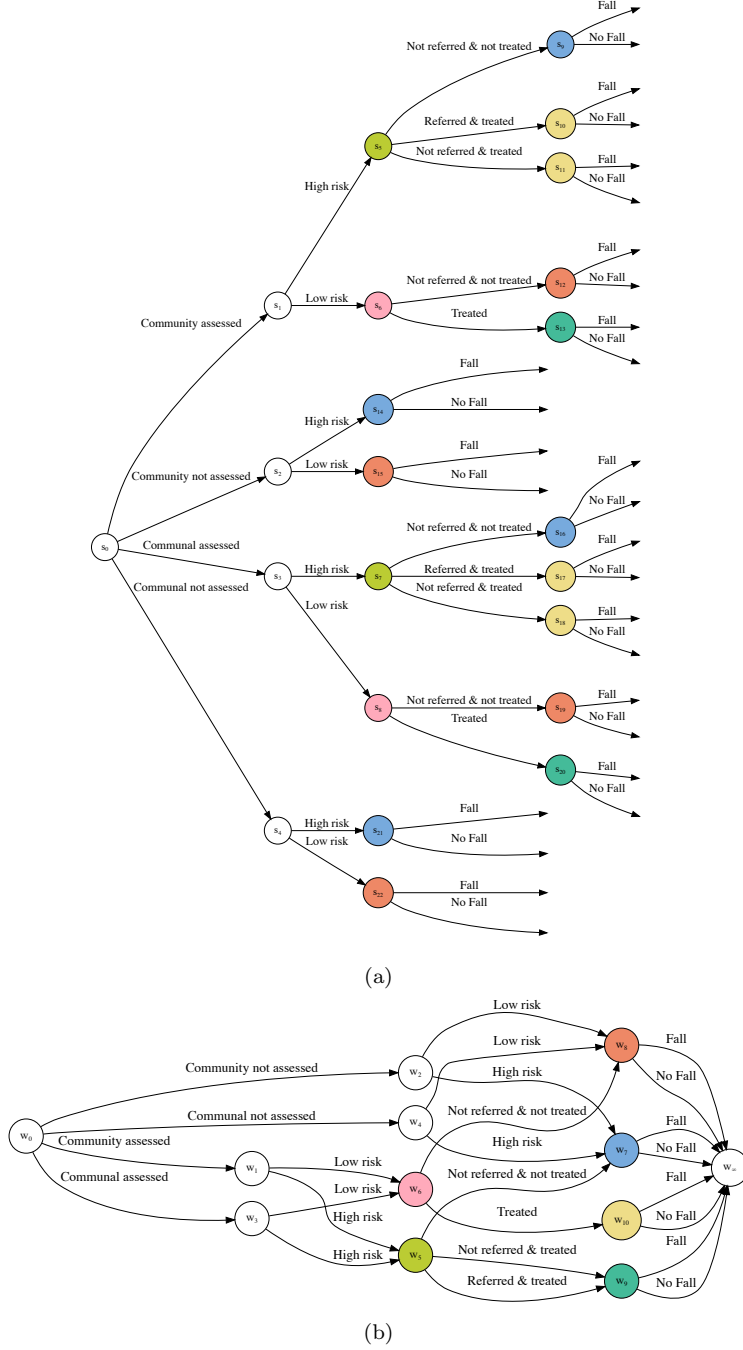 Fall
No Fall
Not referred & not treated
s₉
Fall
Referred & treated
s₁₀
No Fall
s₅
Not referred & treated
Fall
s₁₁
No Fall
High risk
Fall
Not referred & not treated
s₁₂
No Fall
s₁
Low risk
s₆
Treated
Community assessed
s₁₃
Fall
No Fall
Fall
s₁₄
No Fall
High risk
Fall
s₂
Low risk
s₁₅
No Fall
Community not assessed
Fall
Not referred & not treated
s₁₆
No Fall
s₀
Communal assessed
Fall
s₃
High risk
s₇
Referred & treated
s₁₇
No Fall
Communal not assessed
Not referred & treated
Low risk
s₁₈
Fall
No Fall
Not referred & not treated
Fall
s₈
Treated
s₁₉
No Fall
s₂₀
Fall
No Fall
Fall
High risk
s₄
s₂₁
No Fall
Low risk
Fall
s₂₂
No Fall
(a)
Low risk
w₈
Fall
Low risk
Community not assessed
w₂
High risk
No Fall
Communal not assessed
Not referred & not treated
w₄
w₀
Community assessed
High risk
w₇
Fall
No Fall
w₁
Low risk
Not referred & not treated
w∞
Communal assessed
w₆
Low risk
Fall
Treated
w₃
High risk
w₁₀
No Fall
Not referred & treated
Fall
High risk
w₅
Referred & treated
w₉
No Fall
(b)